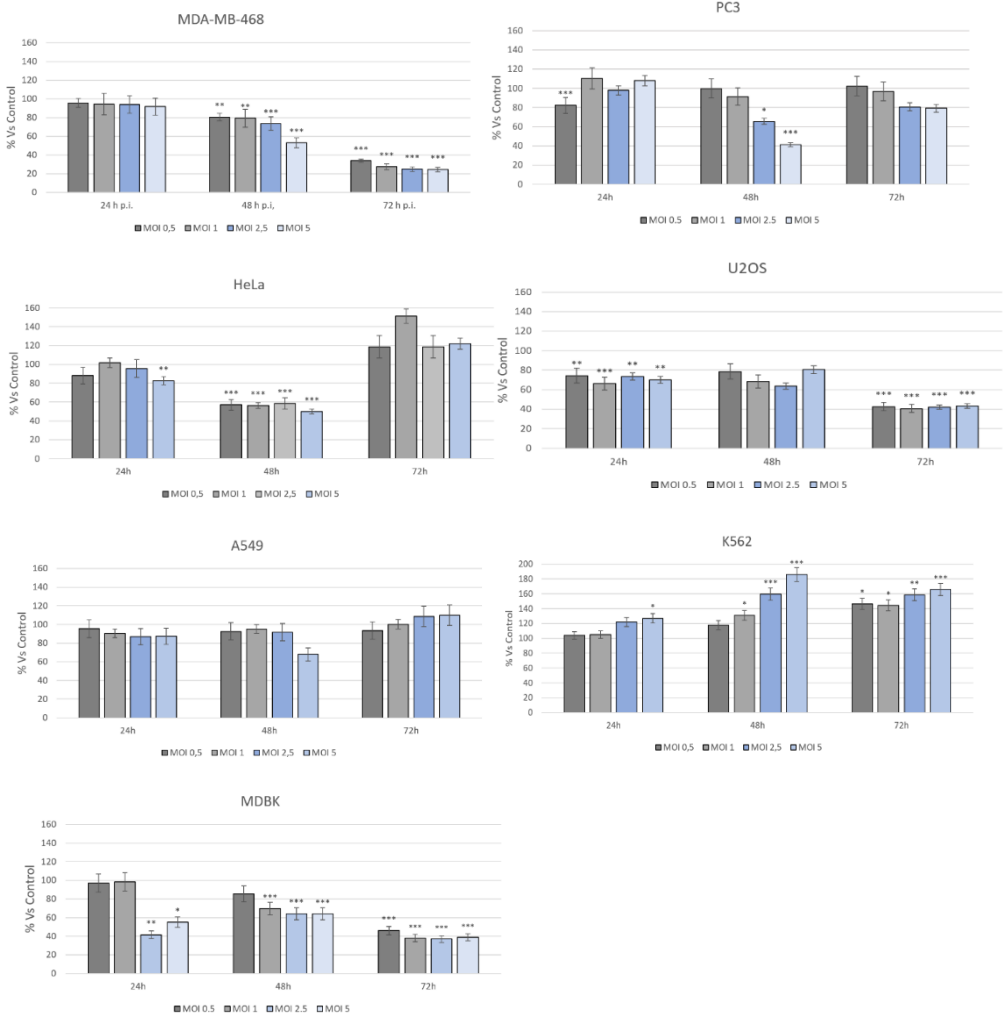 MDA-MB-468
% Vs Control
160
140
120
100
80
60
40
20
0
** ** *** ***
*** *** *** ***
24 h p.i. 48 h p.i, 72 h p.i.
MOI 0,5 MOI 1 MOI 2,5 MOI 5
PC3
% Vs Control
160
140
120
100
80
60
40
20
0
*** * ***
24h 48h 72h
MOI 0.5 MOI 1 MOI 2.5 MOI 5
HeLa
% Vs Control
160
140
120
100
80
60
40
20
0
** *** *** *** ***
24h 48h 72h
MOI 0,5 MOI 1 MOI 2,5 MOI 5
U2OS
% Vs Control
160
140
120
100
80
60
40
20
0
** *** ** ** *** *** *** ***
24h 48h 72h
MOI 0.5 MOI 1 MOI 2.5 MOI 5
A549
% Vs Control
160
140
120
100
80
60
40
20
0
24h 48h 72h
MOI 0,5 MOI 1 MOI 2,5 MOI 5
K562
% Vs Control
200
180
160
140
120
100
80
60
40
20
0
* * *** *** * * ** ***
24h 48h 72h
MOI 0,5 MOI 1 MOI 2,5 MOI 5
MDBK
% Vs Control
160
140
120
100
80
60
40
20
0
** * *** *** *** *** *** *** ***
24h 48h 72h
MOI 0.5 MOI 1 MOI 2.5 MOI 5